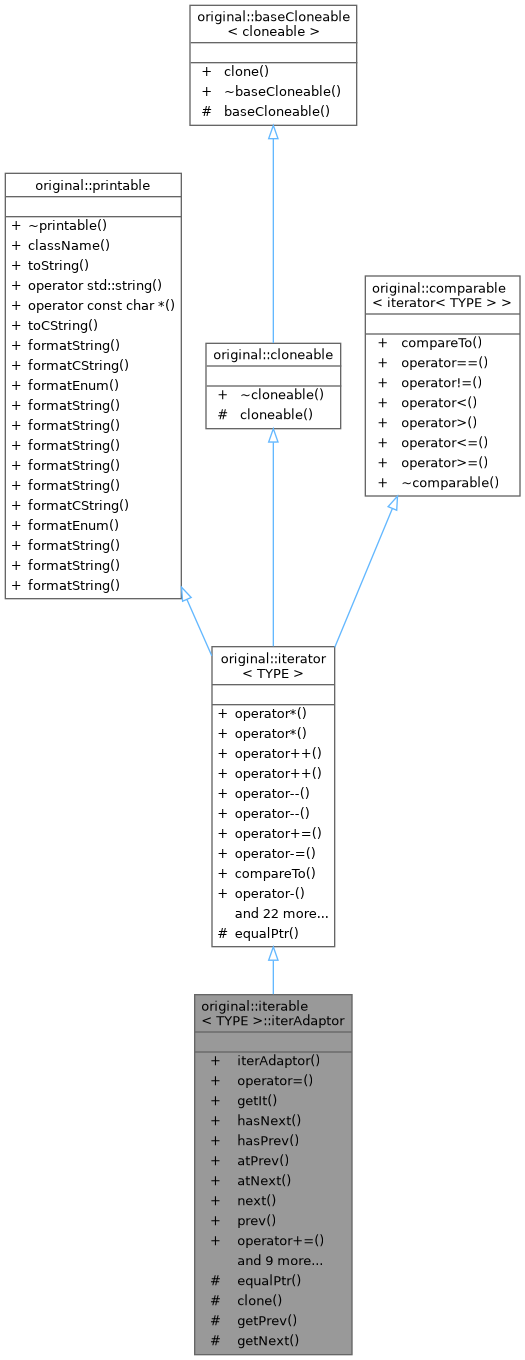 original::baseCloneable
< cloneable >
+ clone()
+ ~baseCloneable()
# baseCloneable()
original::printable
+ ~printable()
+ className()
+ toString()
+ operator std::string()
+ operator const char *()
+ toCString()
+ formatString()
+ formatCString()
+ formatEnum()
+ formatString()
+ formatString()
+ formatString()
+ formatString()
+ formatString()
+ formatCString()
+ formatEnum()
+ formatString()
+ formatString()
+ formatString()
original::cloneable
+ ~cloneable()
# cloneable()
original::comparable
< iterator< TYPE > >
+ compareTo()
+ operator==()
+ operator!=()
+ operator<()
+ operator>()
+ operator<=()
+ operator>=()
+ ~comparable()
original::iterator
< TYPE >
+ operator*()
+ operator*()
+ operator++()
+ operator++()
+ operator--()
+ operator--()
+ operator+=()
+ operator-=()
+ compareTo()
+ operator-()
and 22 more...
# equalPtr()
original::iterable
< TYPE >::iterAdaptor
+ iterAdaptor()
+ operator=()
+ getIt()
+ hasNext()
+ hasPrev()
+ atPrev()
+ atNext()
+ next()
+ prev()
+ operator+=()
and 9 more...
# equalPtr()
# clone()
# getPrev()
# getNext()